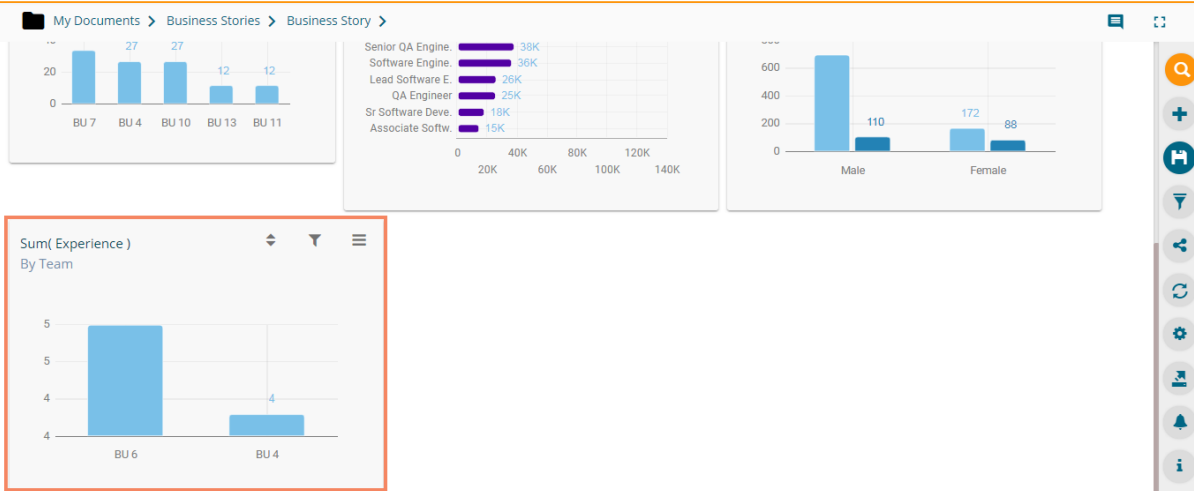 My Documents Business Stories Business Story
27 27
20 12 12
0
BU 7 BU 4 BU 10 BU 13 BU 11
Senior QA Engine. 38K
Software Engine. 36K
Lead Software E. 26K
QA Engineer 25K
Sr Software Deve. 18K
Associate Softw. 15K
0 40K 80K 120K
20K 60K 100K 140K
600
400
200 110 172 88
0
Male Female
Sum( Experience )
By Team
5
5
4 4
4
BU 6 BU 4